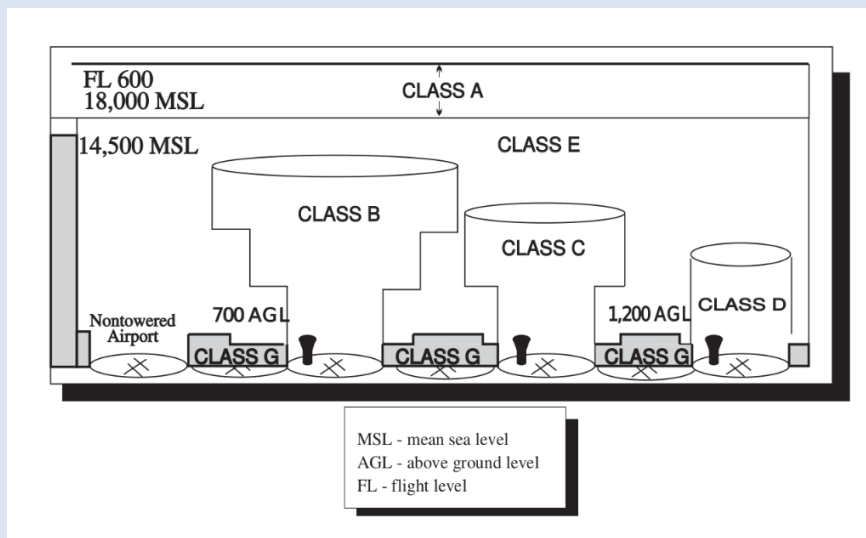 FL 600
18,000 MSL
CLASS A
14,500 MSL
CLASS E
CLASS B
CLASS C
CLASS D
Nontowered
Airport
700 AGL
1,200 AGL
CLASS G
CLASS G
CLASS G
MSL - mean sea level
AGL - above ground level
FL - flight level